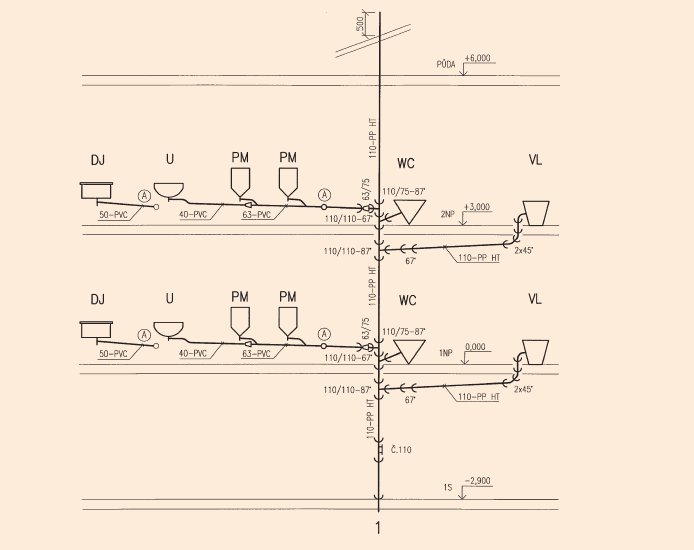 500
PŮDA +6,000
110-PP HT
DJ U PM PM WC VL
A A 63/75 110/75-87°
50-PVC 40-PVC 63-PVC 110/110-67° 2NP +3,000
110/110-87° 67° 110-PP HT 2x45°
110-PP HT
DJ U PM PM WC VL
A A 63/75 110/75-87°
50-PVC 40-PVC 63-PVC 110/110-67° 1NP 0,000
110/110-87° 67° 110-PP HT 2x45°
110-PP HT
Č.110
1S -2,900
1